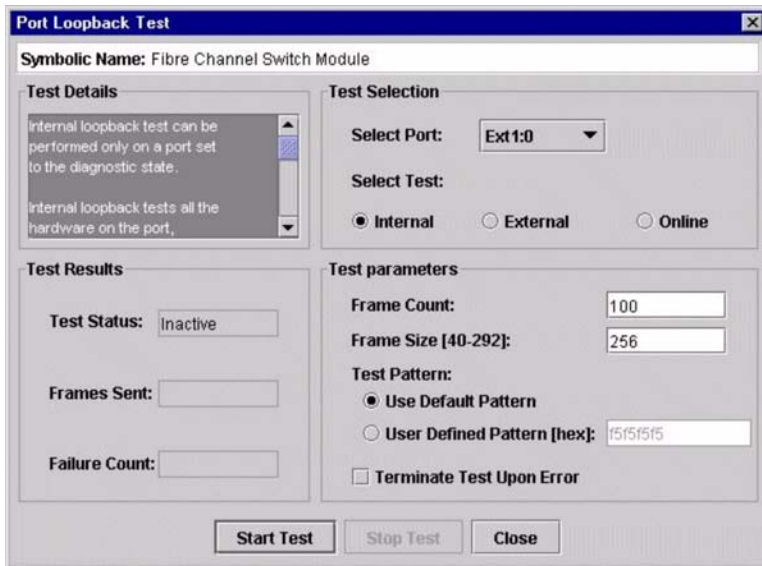 Port Loopback Test
Symbolic Name: Fibre Channel Switch Module
Test Details
Internal loopback test can be
performed only on a port set
to the diagnostic state.
Internal loopback tests all the
hardware on the port,
Test Selection
Select Port: Ext1:0
Select Test:
Internal External Online
Test Results
Test Status: Inactive
Frames Sent:
Failure Count:
Test parameters
Frame Count: 100
Frame Size [40-292]: 256
Test Pattern:
Use Default Pattern
User Defined Pattern [hex]: f5f5f5f5
Terminate Test Upon Error
Start Test Stop Test Close